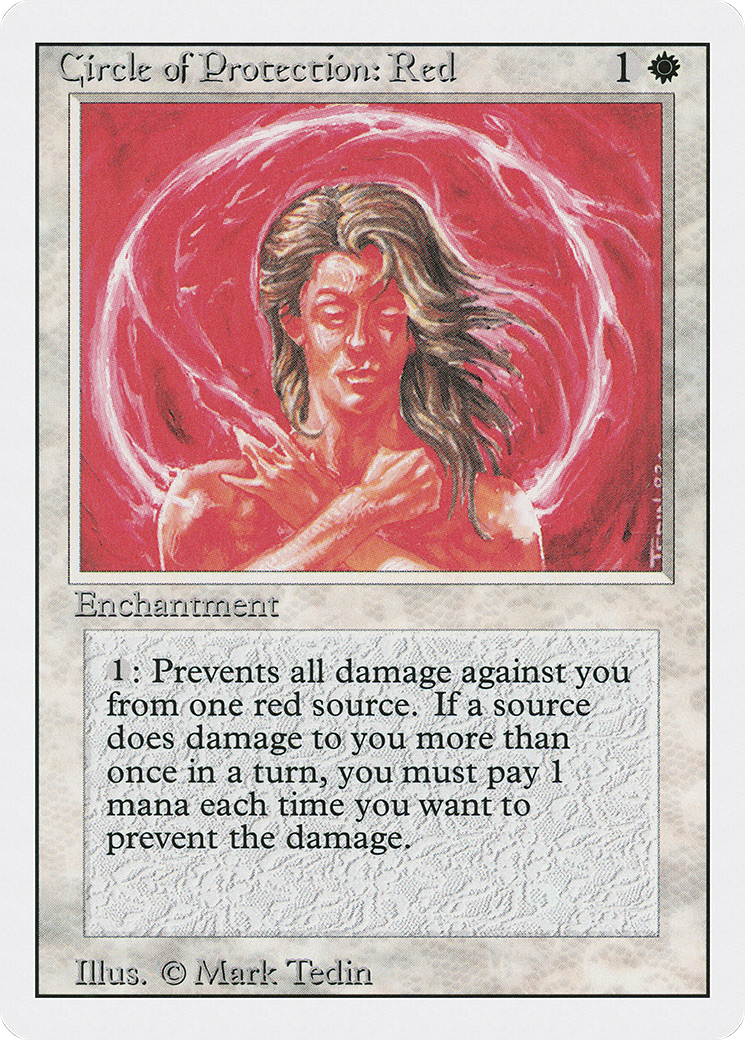 Circle of Protection: Red 1
Enchantment
1: Prevents all damage against you
from one red source. If a source
does damage to you more than
once in a turn, you must pay 1
mana each time you want to
prevent the damage.
Illus. © Mark Tedin
TEDIN 93